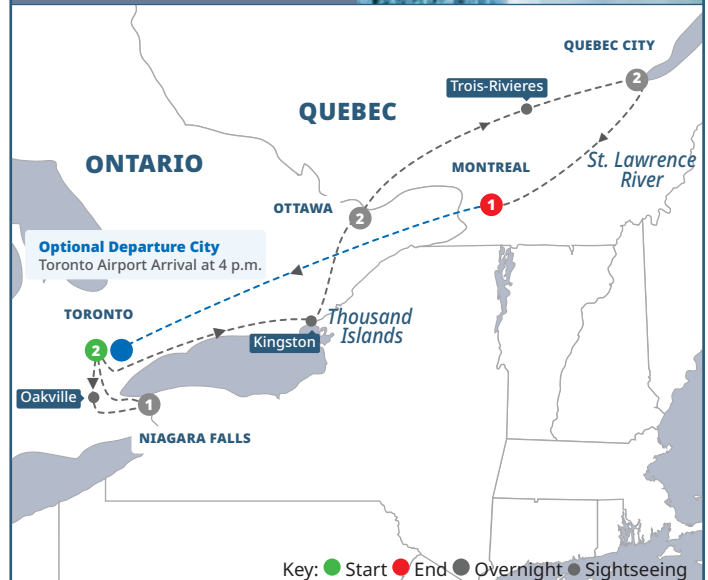 QUEBEC CITY
2
Trois-Rivieres
QUEBEC
ONTARIO
MONTREAL
St. Lawrence
River
1
OTTAWA
2
Optional Departure City
Toronto Airport Arrival at 4 p.m.
TORONTO
Thousand
Islands
Kingston
2
Oakville
1
NIAGARA FALLS
Key: Start End Overnight Sightseeing